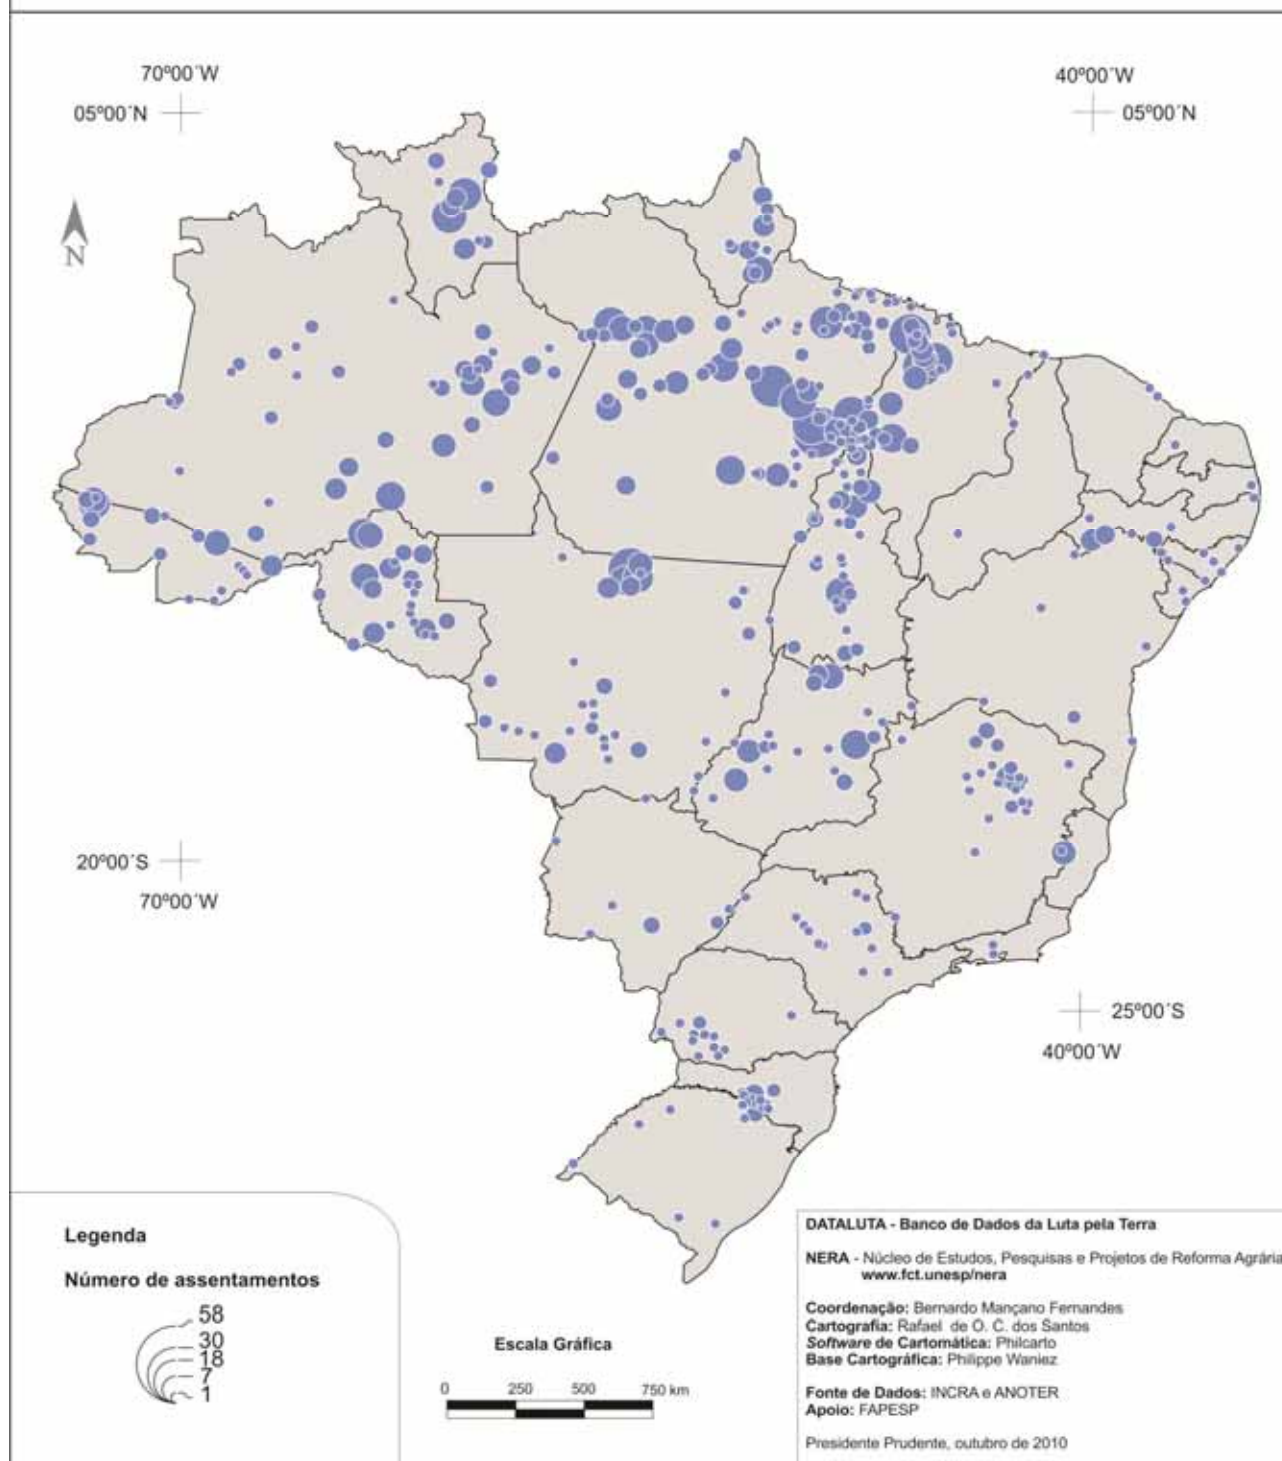 70º00´W
40º00´W
05º00´N
05º00´N
N
20º00´S
70º00´W
25º00´S
40º00´W
Legenda
Número de assentamentos
58
30
18
7
1
Escala Gráfica
0 250 500 750 km
DATALUTA - Banco de Dados da Luta pela Terra
NERA - Núcleo de Estudos, Pesquisas e Projetos de Reforma Agrária
www.fct.unesp/nera
Coordenação: Bernardo Mançano Fernandes
Cartografia: Rafael de O. C. dos Santos
Software de Cartomática: Philcarto
Base Cartográfica: Philippe Waniez
Fonte de Dados: INCRA e ANOTER
Apoio: FAPESP
Presidente Prudente, outubro de 2010